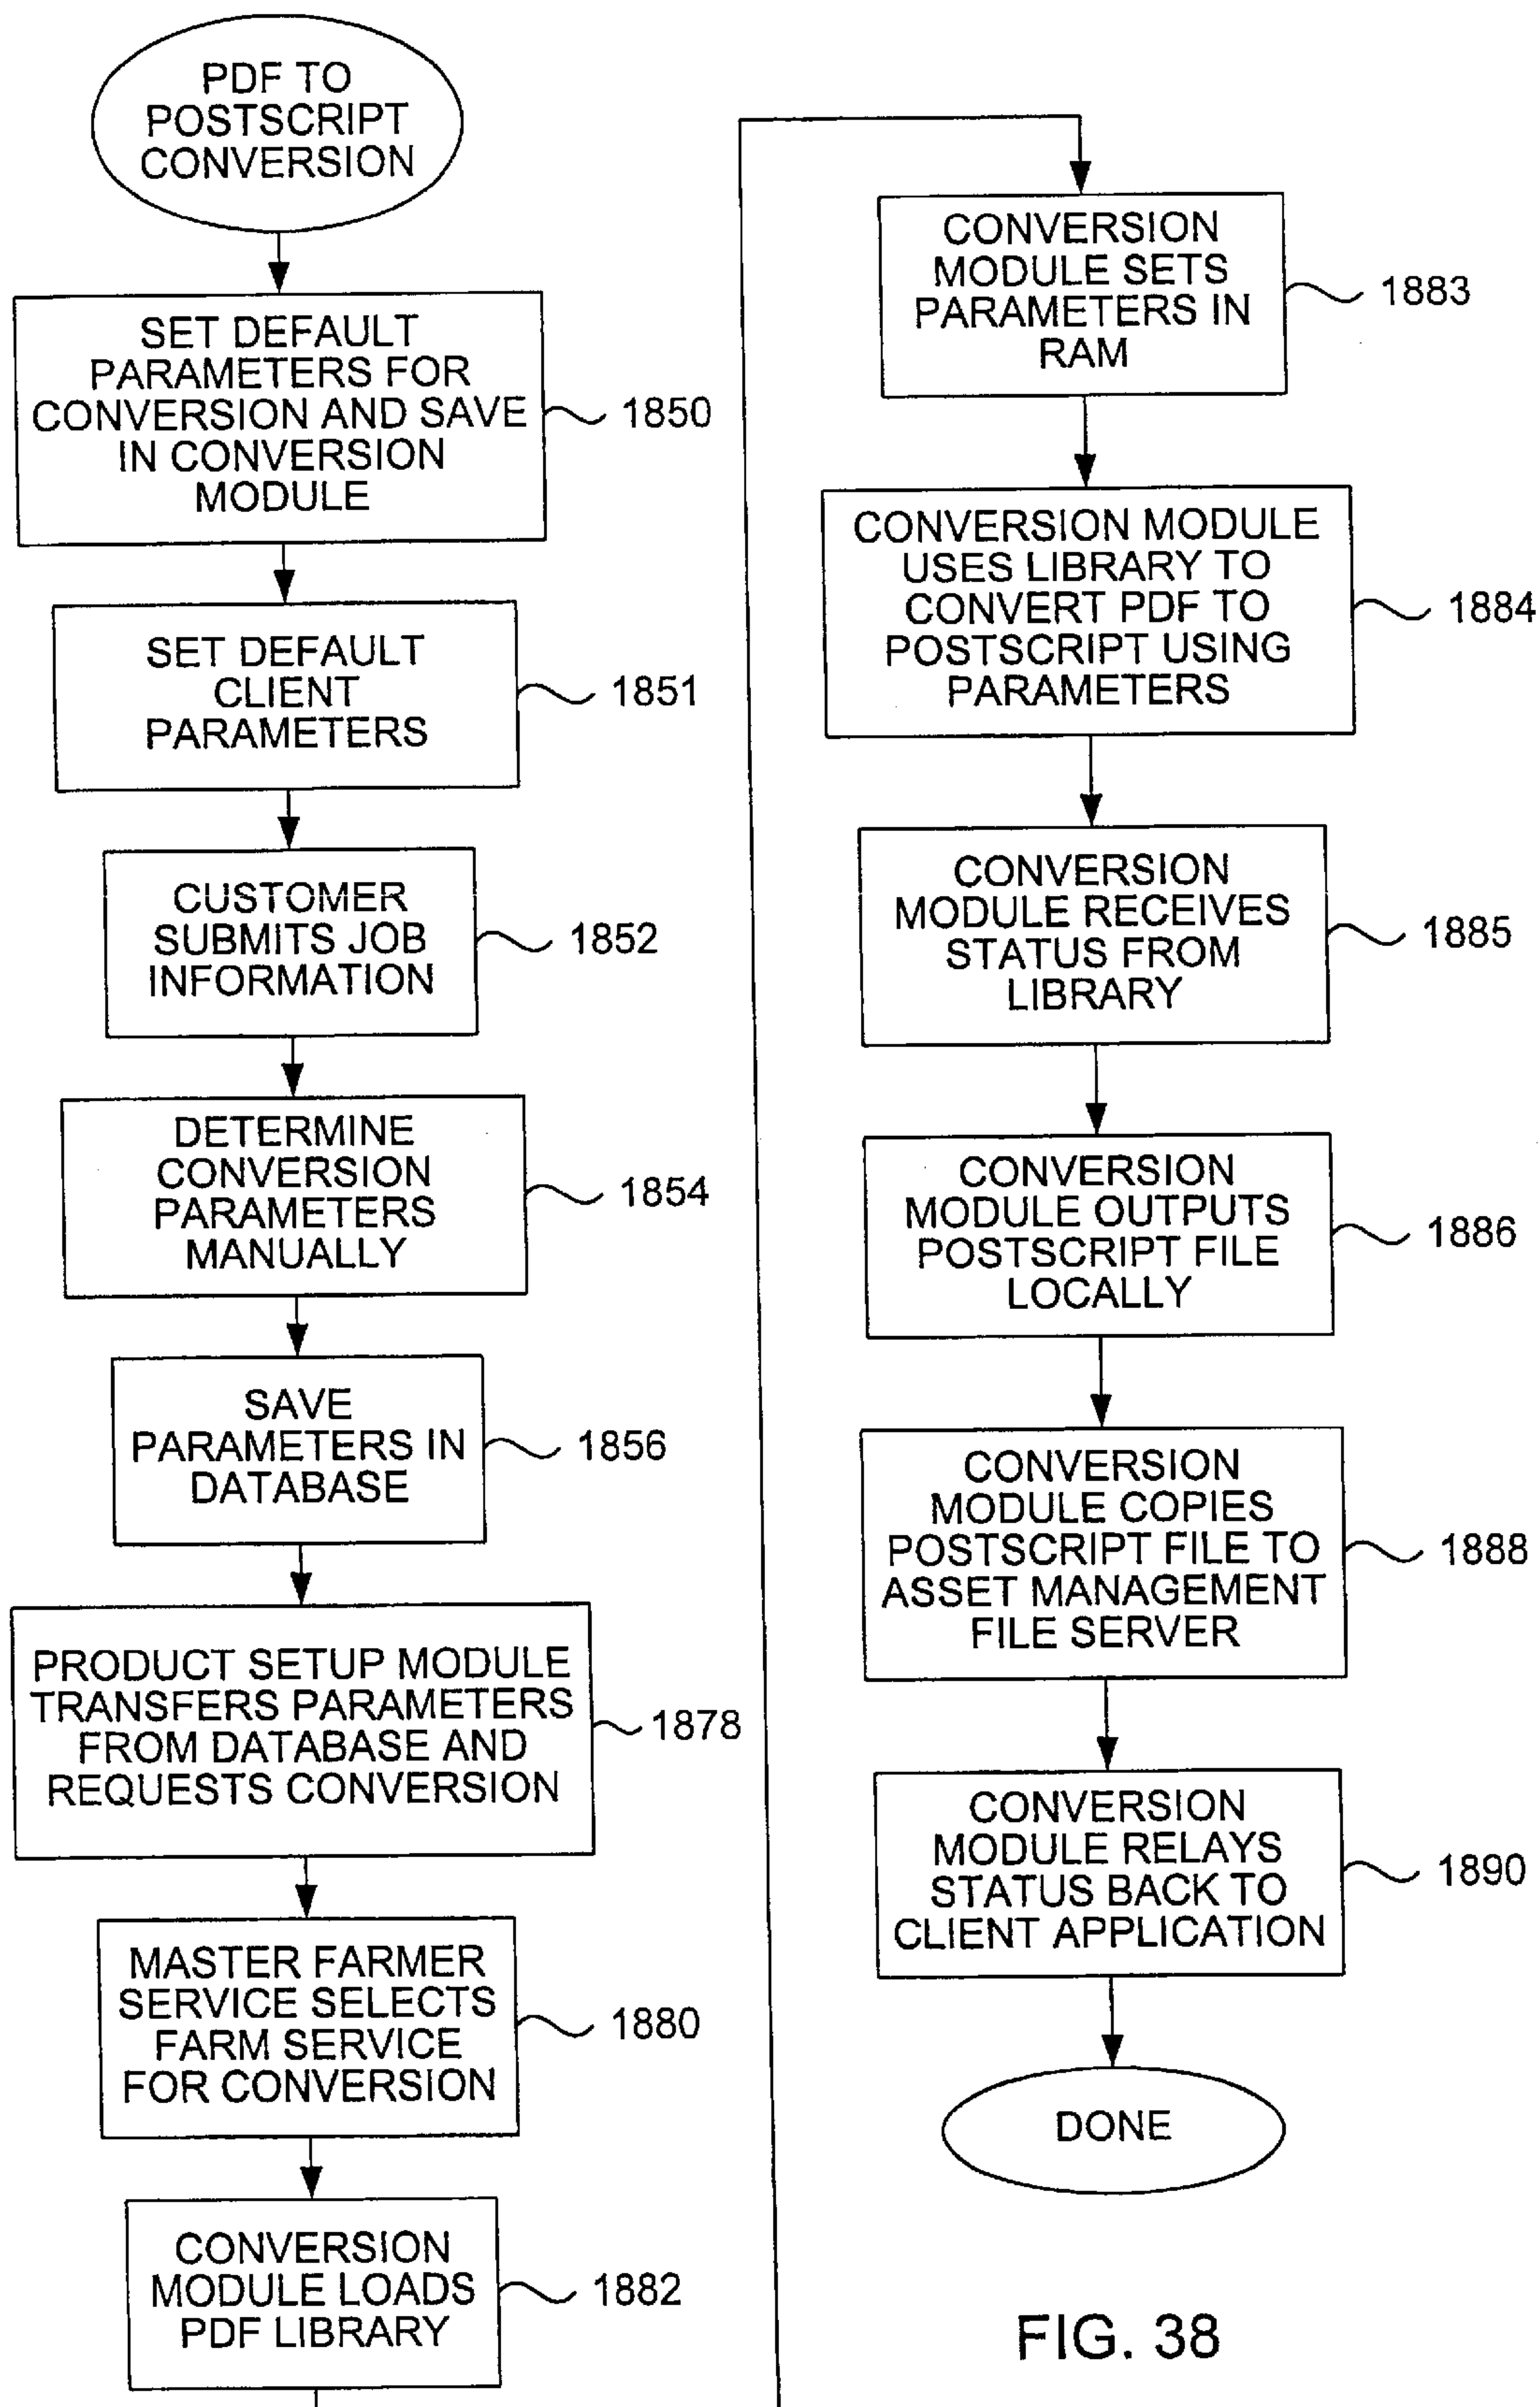 PDF TO
POSTSCRIPT
CONVERSION
SET DEFAULT
PARAMETERS FOR
CONVERSION AND SAVE
IN CONVERSION
MODULE
1850
SET DEFAULT
CLIENT
PARAMETERS
1851
CUSTOMER
SUBMITS JOB
INFORMATION
1852
DETERMINE
CONVERSION
PARAMETERS
MANUALLY
1854
SAVE
PARAMETERS IN
DATABASE
1856
PRODUCT SETUP MODULE
TRANSFERS PARAMETERS
FROM DATABASE AND
REQUESTS CONVERSION
1878
MASTER FARMER
SERVICE SELECTS
FARM SERVICE
FOR CONVERSION
1880
CONVERSION
MODULE LOADS
PDF LIBRARY
1882
CONVERSION
MODULE SETS
PARAMETERS IN
RAM
1883
CONVERSION MODULE
USES LIBRARY TO
CONVERT PDF TO
POSTSCRIPT USING
PARAMETERS
1884
CONVERSION
MODULE RECEIVES
STATUS FROM
LIBRARY
1885
CONVERSION
MODULE OUTPUTS
POSTSCRIPT FILE
LOCALLY
1886
CONVERSION
MODULE COPIES
POSTSCRIPT FILE TO
ASSET MANAGEMENT
FILE SERVER
1888
CONVERSION
MODULE RELAYS
STATUS BACK TO
CLIENT APPLICATION
1890
DONE
FIG. 38